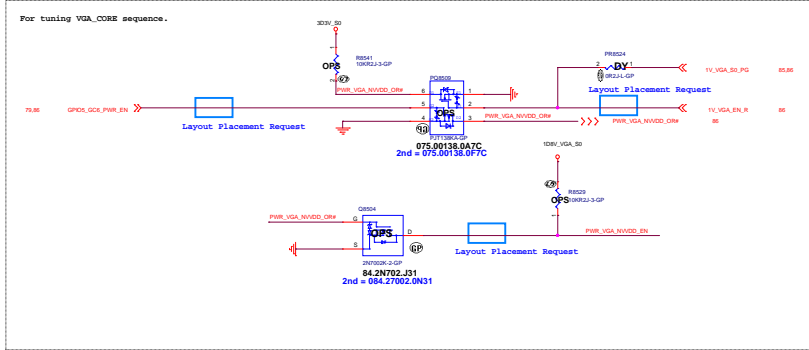 For tuning VGA_CORE sequence.
3D3V_S0
R8541
10KR2J-3-GP
OPS
PR8524
DY
0R2J-L-GP
2
1
1V_VGA_S0_PG
85,86
PWR_VGA_NVVDD_OR#
PQ8509
6
1
79,86
GPIO5_GC6_PWR_EN
5
2
1V_VGA_EN_R
86
Layout Placement Request
Layout Placement Request
OPS
4
3
PWR_VGA_NVVDD_OR#
PWR_VGA_NVVDD_OR#
86
PJT138KA-GP
075.00138.0A7C
2nd = 075.00138.0F7C
1D8V_VGA_S0
R8529
10KR2J-3-GP
OPS
1
Q8504
PWR_VGA_NVVDD_OR#
G
OPS
D
PWR_VGA_NVVDD_EN
S
GP
Layout Placement Request
2N7002K-2-GP
84.2N702.J31
2nd = 084.27002.0N31